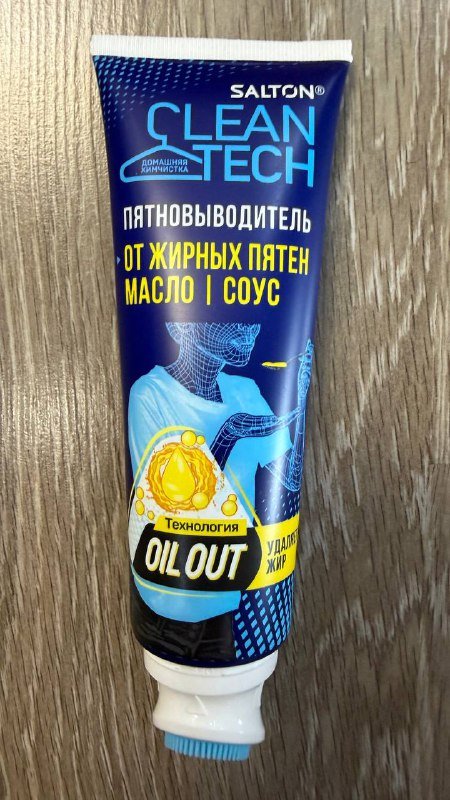 SALTON®
CLEAN
ДОМАШНЯЯ
ХИМЧИСТКА
TECH
ПЯТНОВЫВОДИТЕЛЬ
ОТ ЖИРНЫХ ПЯТЕН
МАСЛО | СОУС
Технология
OIL OUT
ЖИР